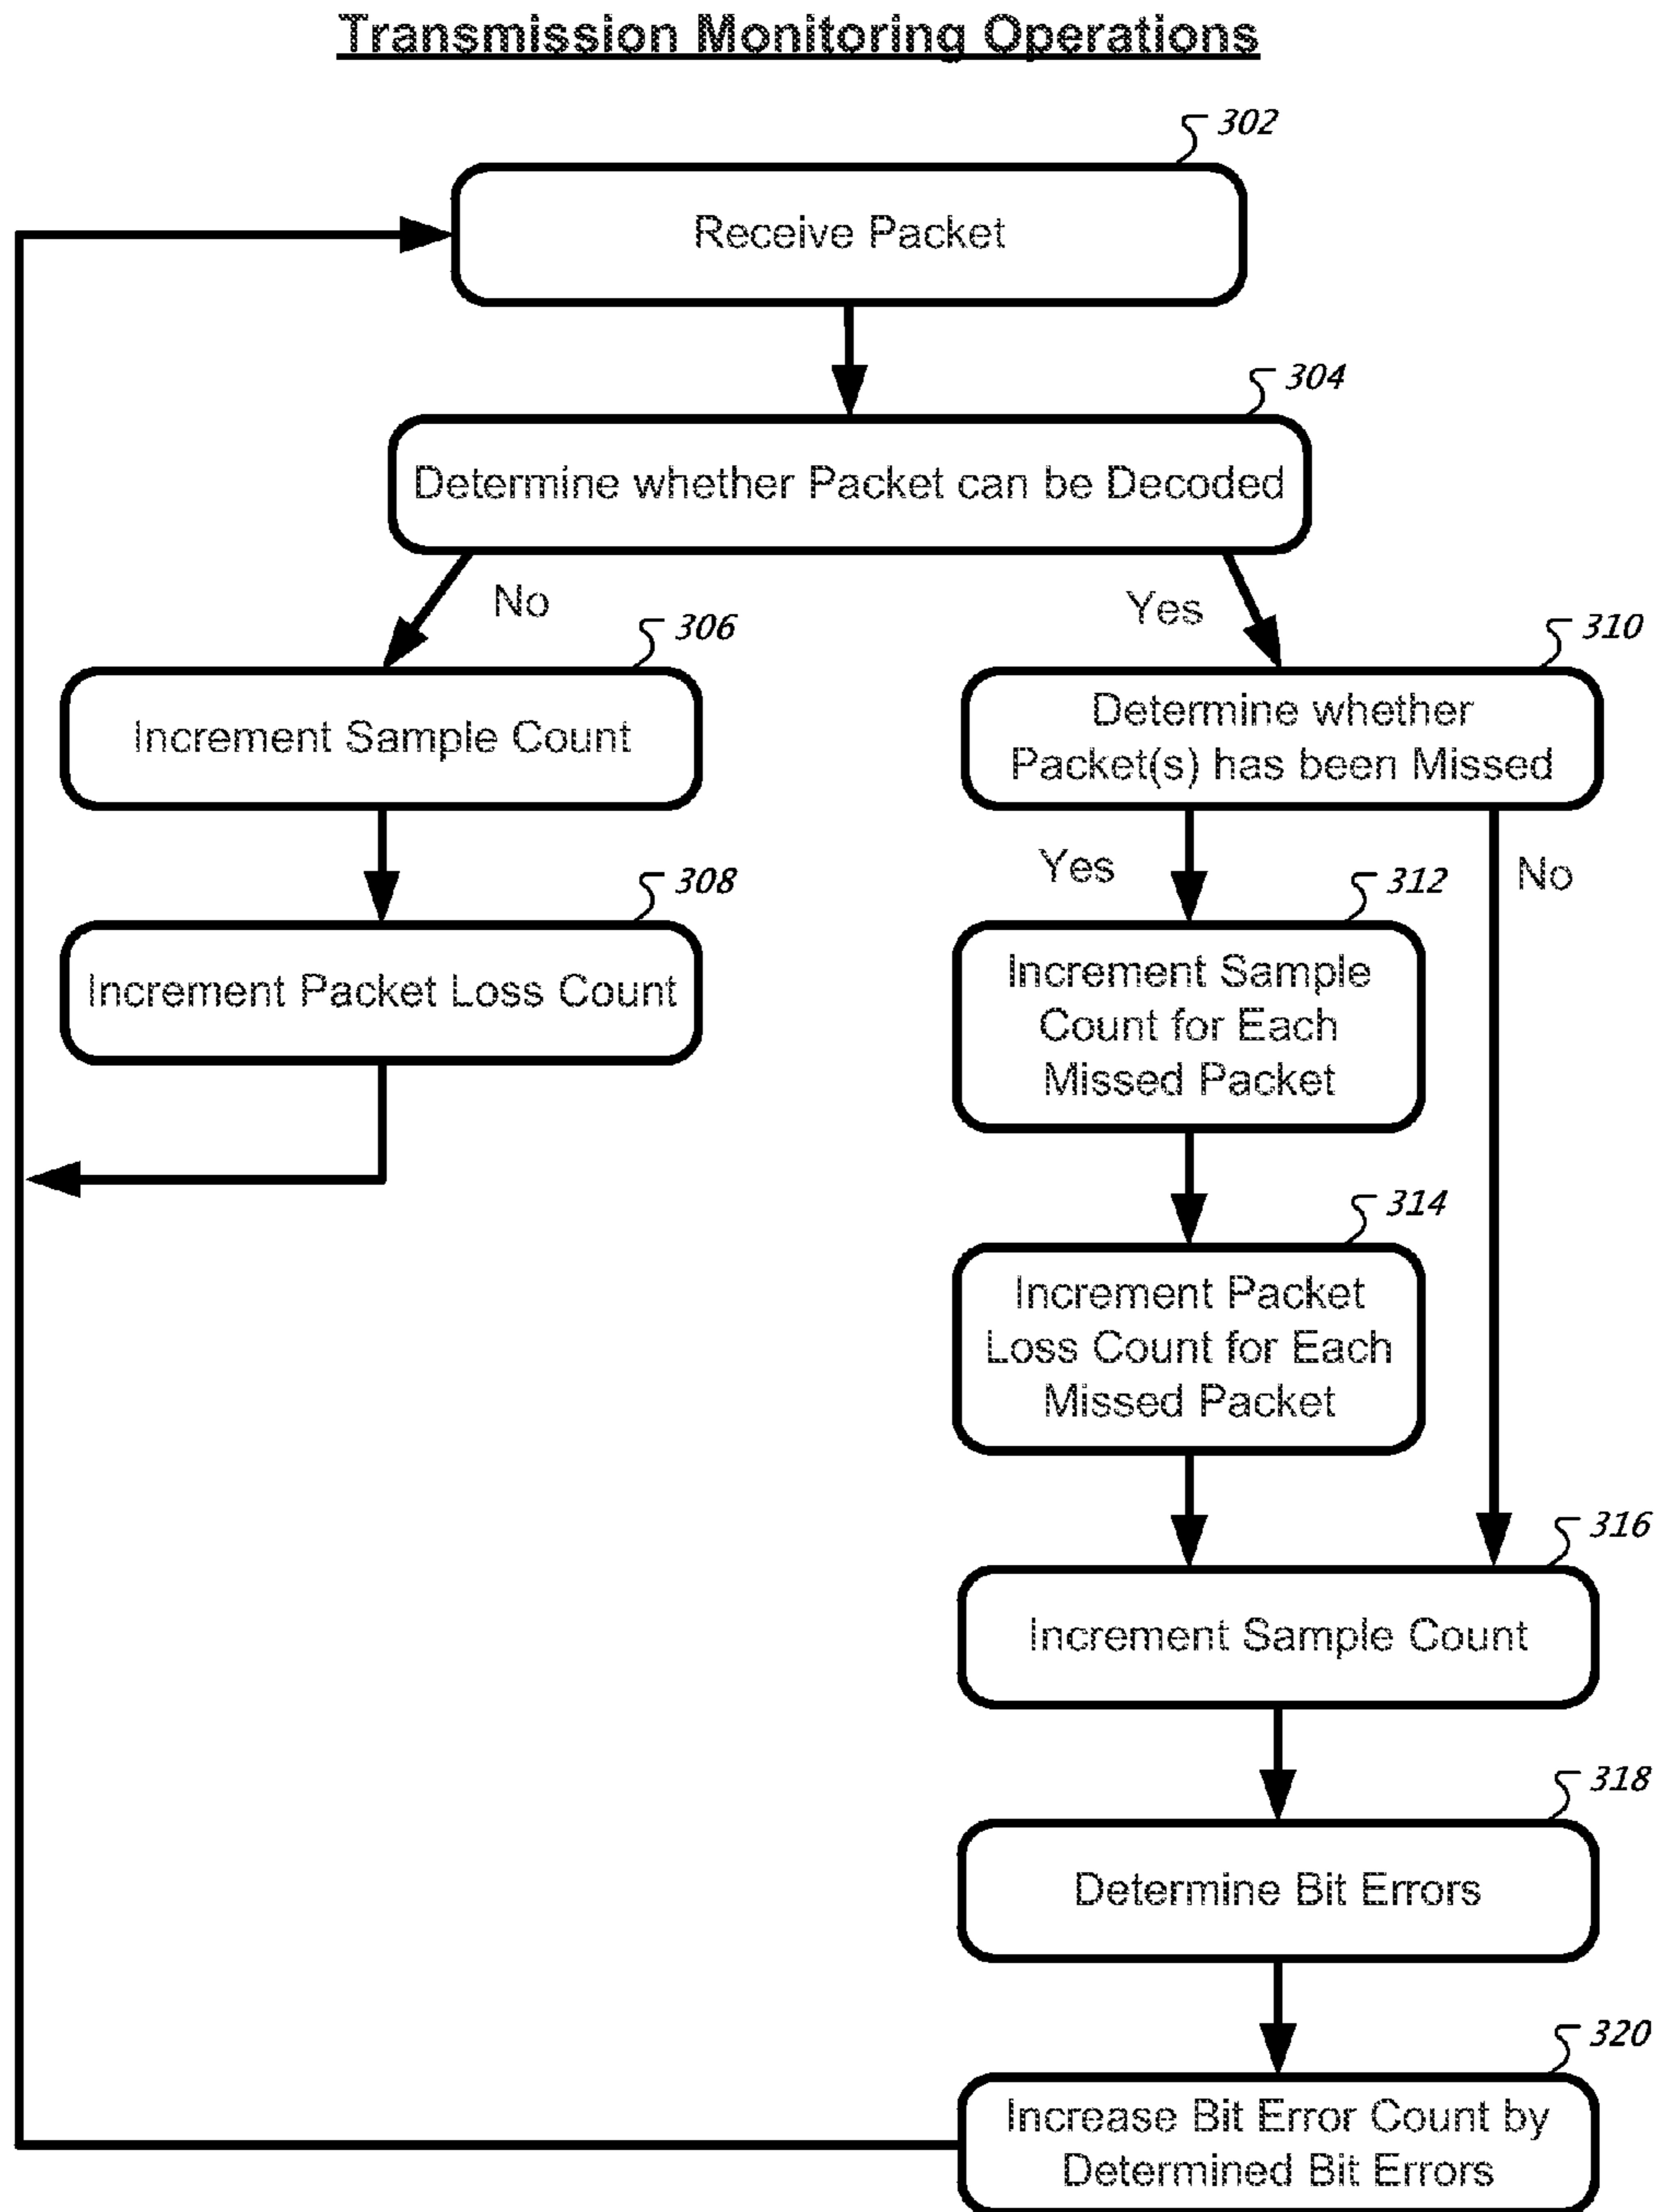 Transmission Monitoring Operations
302
Receive Packet
304
Determine whether Packet can be Decoded
No
Yes
306
Increment Sample Count
310
Determine whether
Packet(s) has been Missed
308
Increment Packet Loss Count
Yes
No
312
Increment Sample
Count for Each
Missed Packet
314
Increment Packet
Loss Count for Each
Missed Packet
316
Increment Sample Count
318
Determine Bit Errors
320
Increase Bit Error Count by
Determined Bit Errors